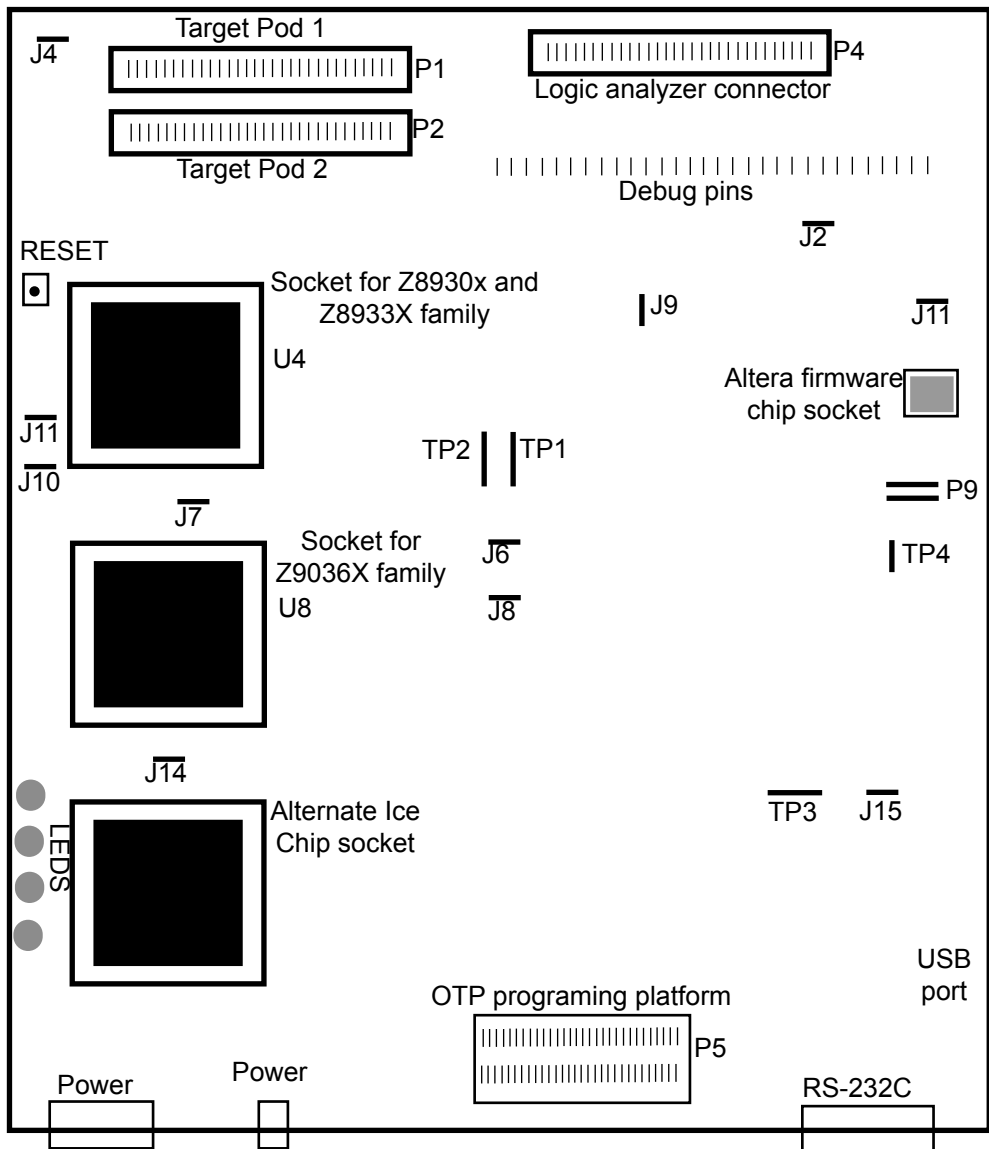 Target Pod 1
J4
P1
P4
Logic analyzer connector
P2
Target Pod 2
Debug pins
J2
RESET
Socket for Z8930x and
Z8933X family
J9
J11
U4
Altera firmware
chip socket
J11
TP2
TP1
J10
P9
J7
Socket for
Z9036X family
J6
TP4
U8
J8
J14
Alternate Ice
Chip socket
TP3
J15
LEDS
USB
port
OTP programing platform
P5
Power
Power
RS-232C